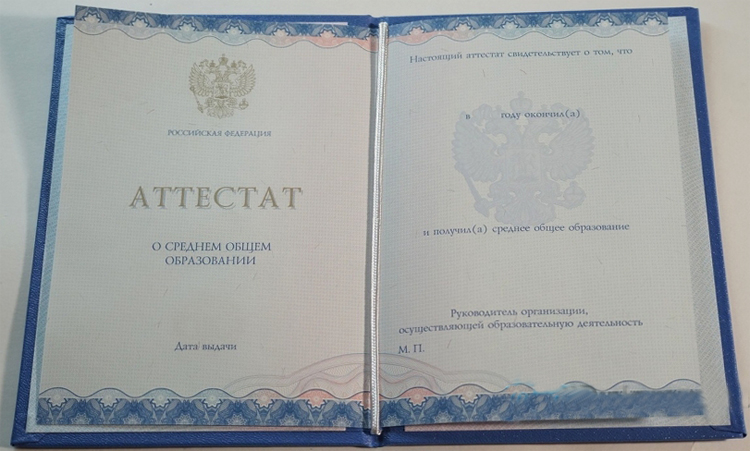 РОССИЙСКАЯ ФЕДЕРАЦИЯ
АТТЕСТАТ
О СРЕДНЕМ ОБЩЕМ
ОБРАЗОВАНИИ
Дата выдачи
Настоящий аттестат свидетельствует о том, что
в году окончил(а)
и получил(а) среднее общее образование
Руководитель организации,
осуществляющей образовательную деятельность
М. П.